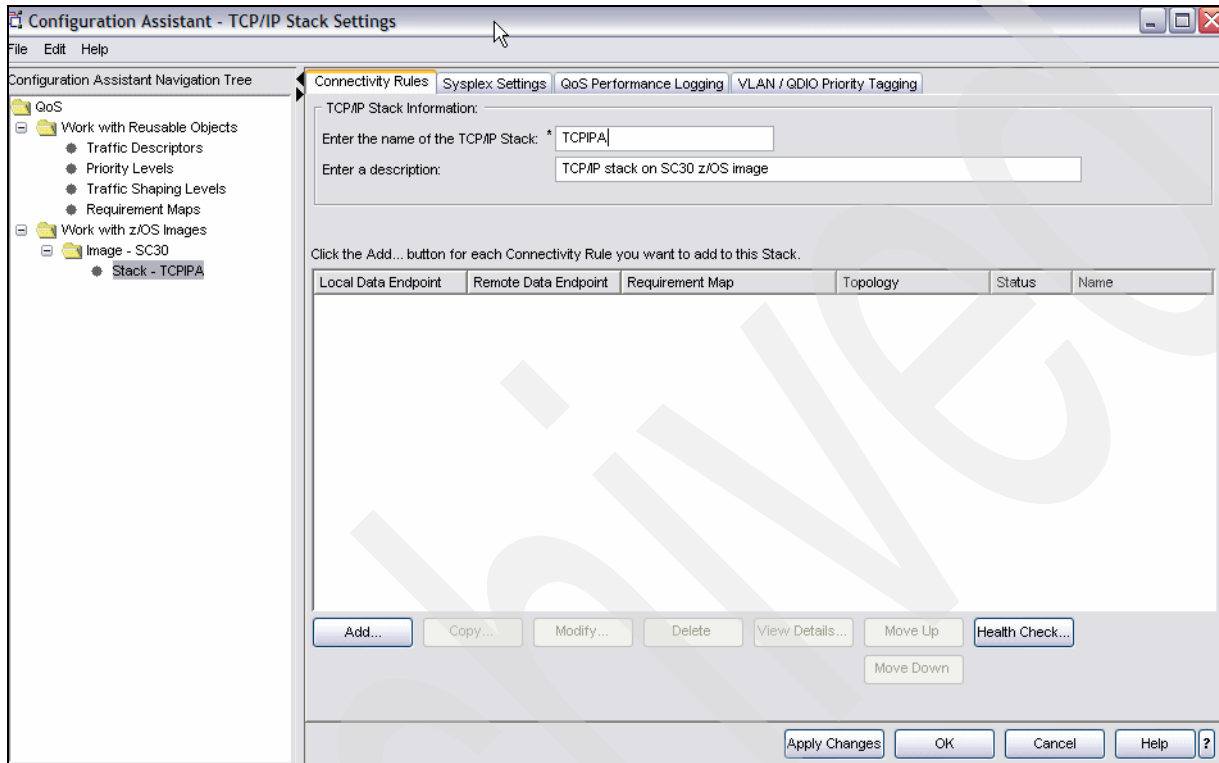 Configuration Assistant - TCP/IP Stack Settings
File Edit Help
Configuration Assistant Navigation Tree
QoS
Work with Reusable Objects
Traffic Descriptors
Priority Levels
Traffic Shaping Levels
Requirement Maps
Work with z/OS Images
Image - SC30
Stack - TCPIPA
Connectivity Rules Sysplex Settings QoS Performance Logging VLAN / QDIO Priority Tagging
TCP/IP Stack Information:
Enter the name of the TCP/IP Stack: * TCPIPA
Enter a description: TCP/IP stack on SC30 z/OS image
Click the Add... button for each Connectivity Rule you want to add to this Stack.
Local Data Endpoint Remote Data Endpoint Requirement Map Topology Status Name
Add... Copy... Modify... Delete View Details... Move Up Health Check...
Move Down
Apply Changes OK Cancel Help ?